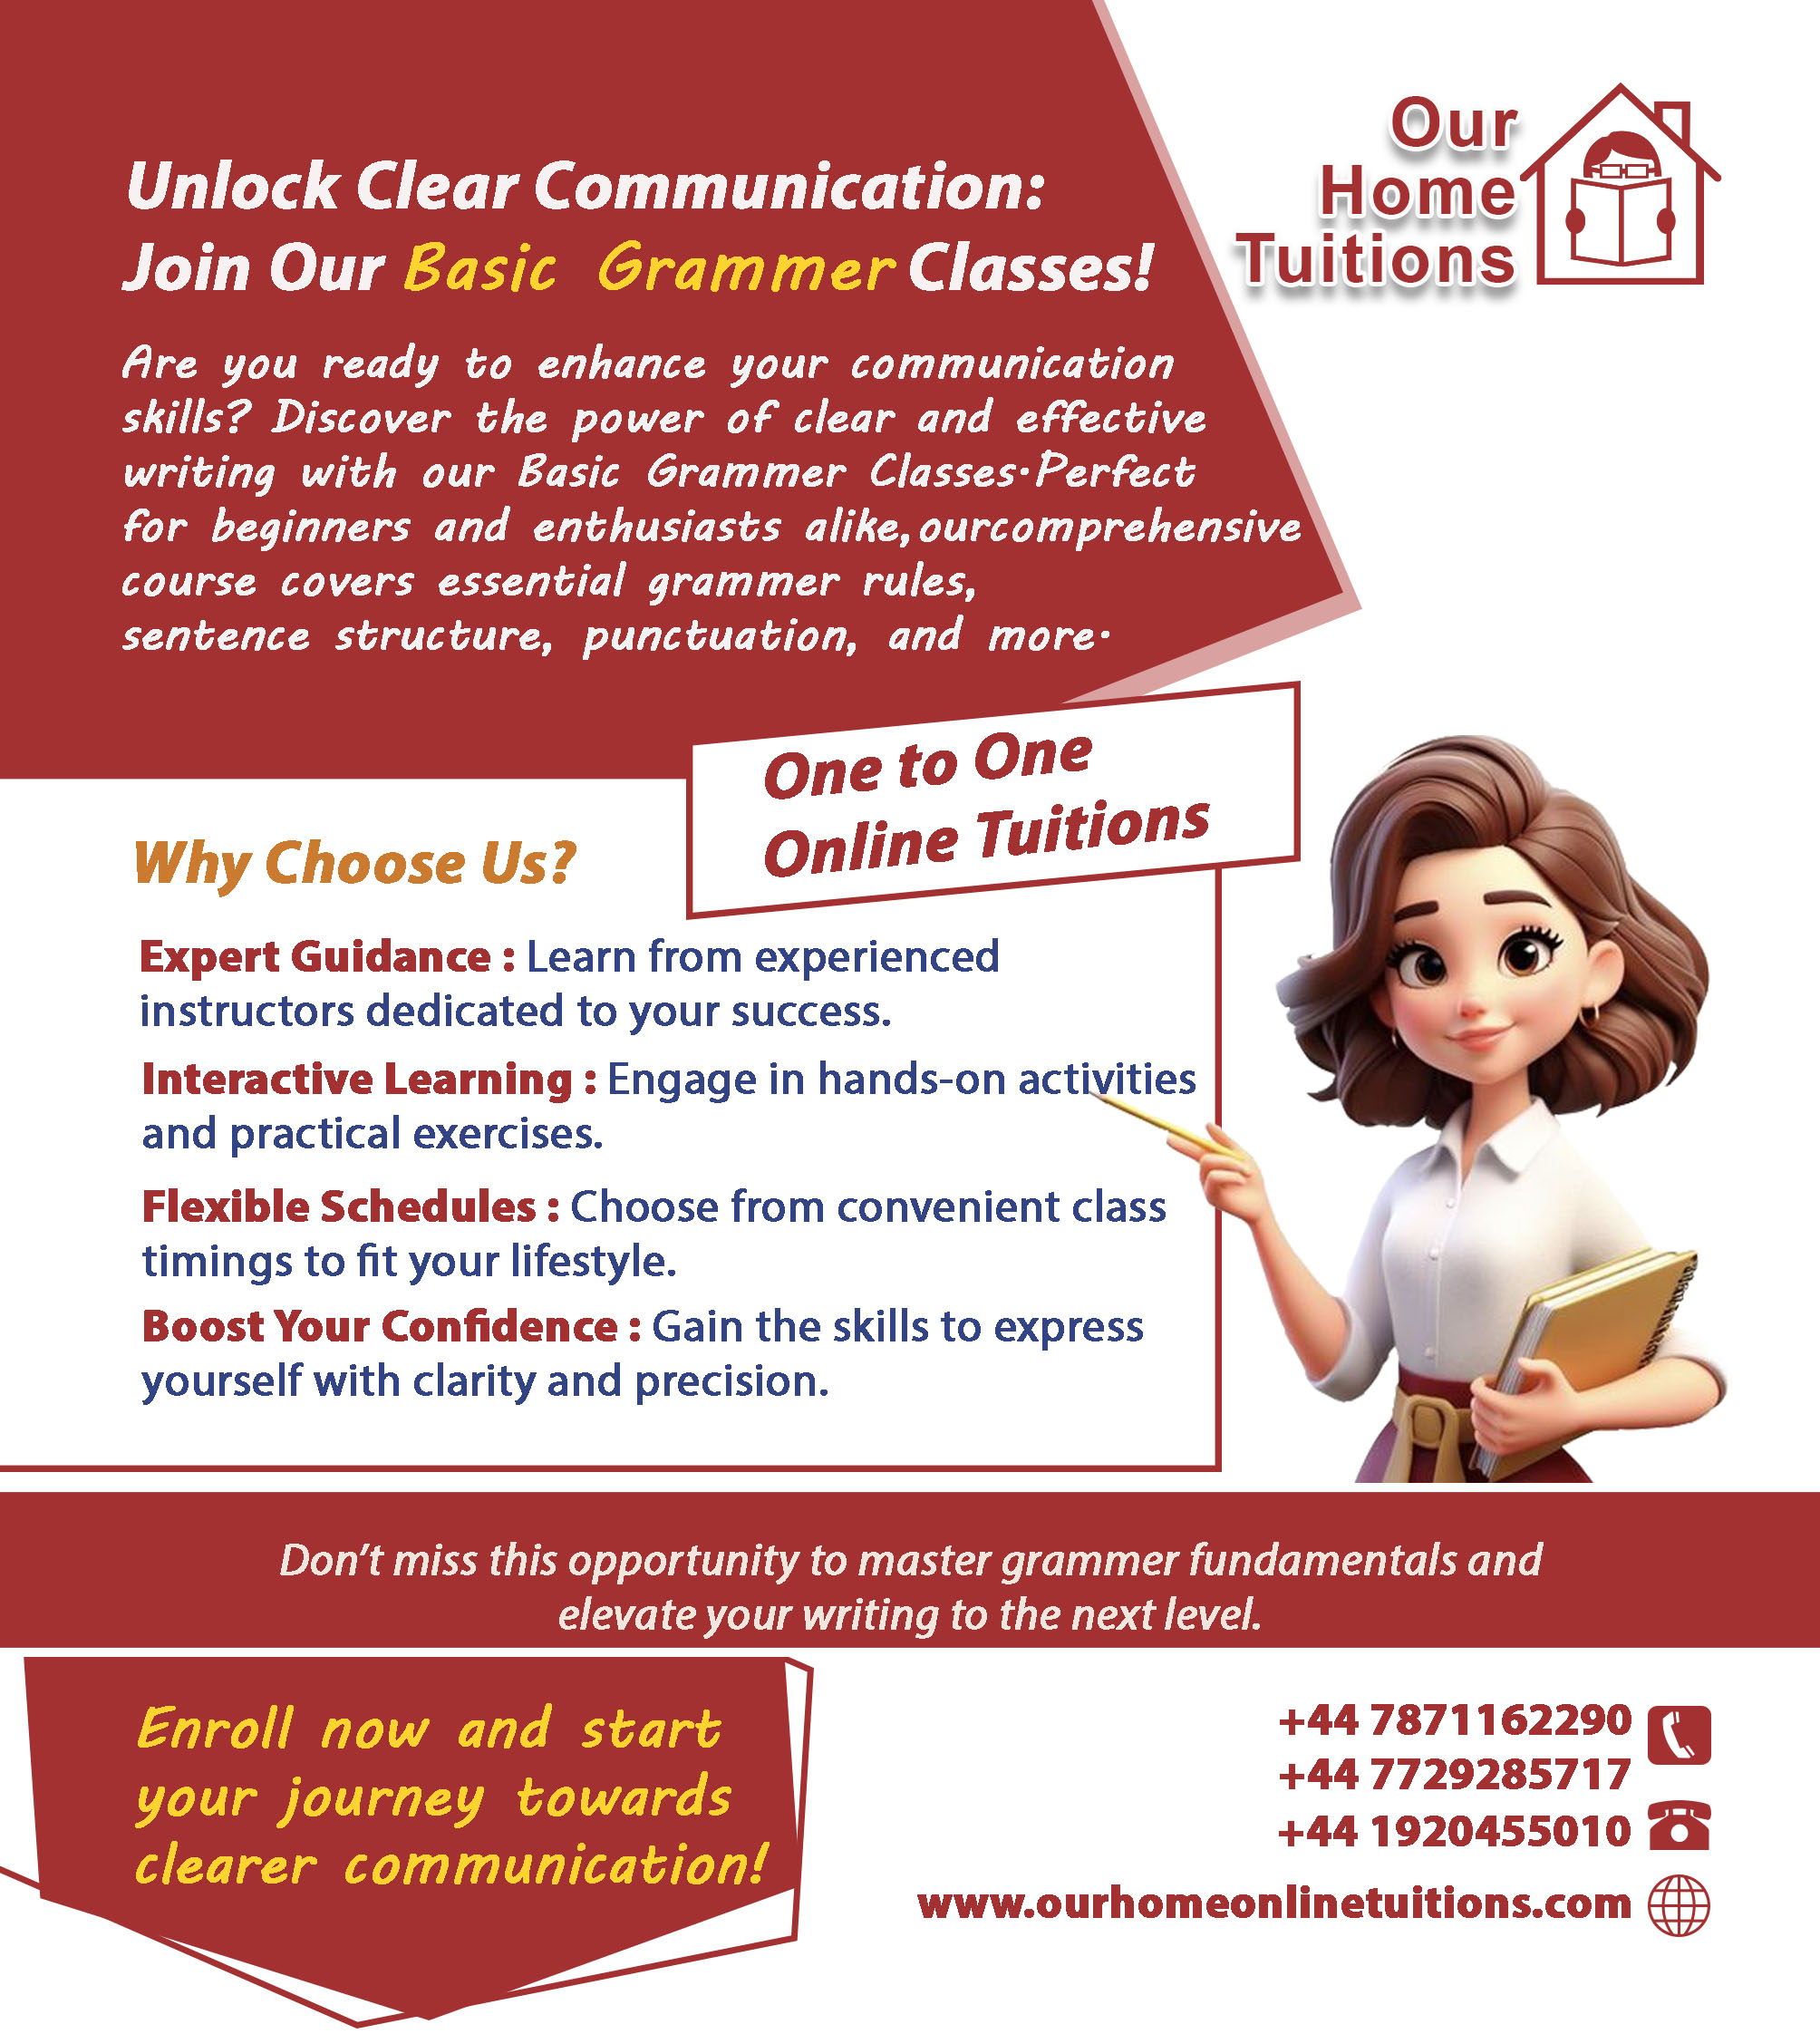 Our
Home
Tuitions
Unlock Clear Communication:
Join Our Basic Grammer Classes!
Are you ready to enhance your communication
skills? Discover the power of clear and effective
writing with our Basic Grammer Classes.Perfect
for beginners and enthusiasts alike,ourcomprehensive
course covers essential grammer rules,
sentence structure, punctuation, and more.
One to One
Online Tuitions
Why Choose Us?
Expert Guidance : Learn from experienced
instructors dedicated to your success.
Interactive Learning : Engage in hands-on activities
and practical exercises.
Flexible Schedules : Choose from convenient class
timings to fit your lifestyle.
Boost Your Confidence : Gain the skills to express
yourself with clarity and precision.
Don’t miss this opportunity to master grammer fundamentals and
elevate your writing to the next level.
Enroll now and start
your journey towards
clearer communication!
+44 7871162290
+44 7729285717
+44 1920455010
www.ourhomeonlinetuitions.com